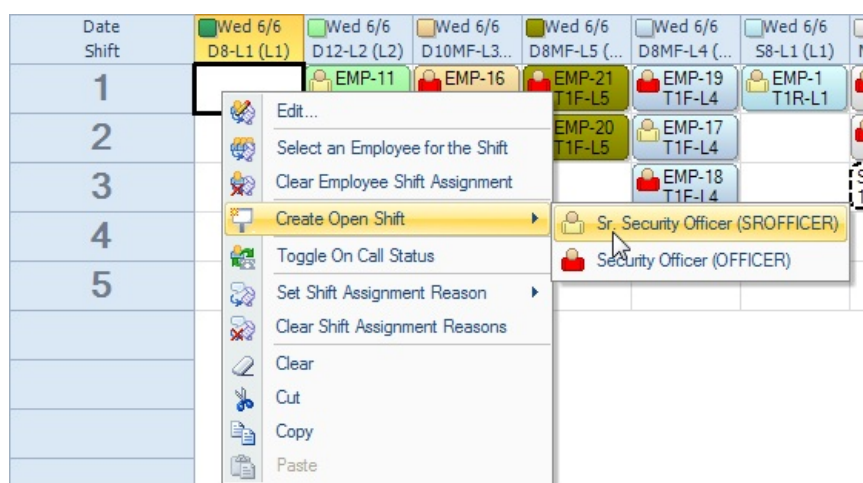 Date
Shift
Wed 6/6
D8-L1 (L1)
Wed 6/6
D12-L2 (L2)
Wed 6/6
D10MF-L3...
Wed 6/6
D8MF-L5 (...
Wed 6/6
D8MF-L4 (...
Wed 6/6
S8-L1 (L1)
1
EMP-11
EMP-16
EMP-21
T1F-L5
EMP-19
T1F-L4
EMP-1
T1R-L1
2
EMP-20
T1F-L5
EMP-17
T1F-L4
3
EMP-18
T1F-L4
4
5
Edit...
Select an Employee for the Shift
Clear Employee Shift Assignment
Create Open Shift
Toggle On Call Status
Set Shift Assignment Reason
Clear Shift Assignment Reasons
Clear
Cut
Copy
Paste
Sr. Security Officer (SROFFICER)
Security Officer (OFFICER)